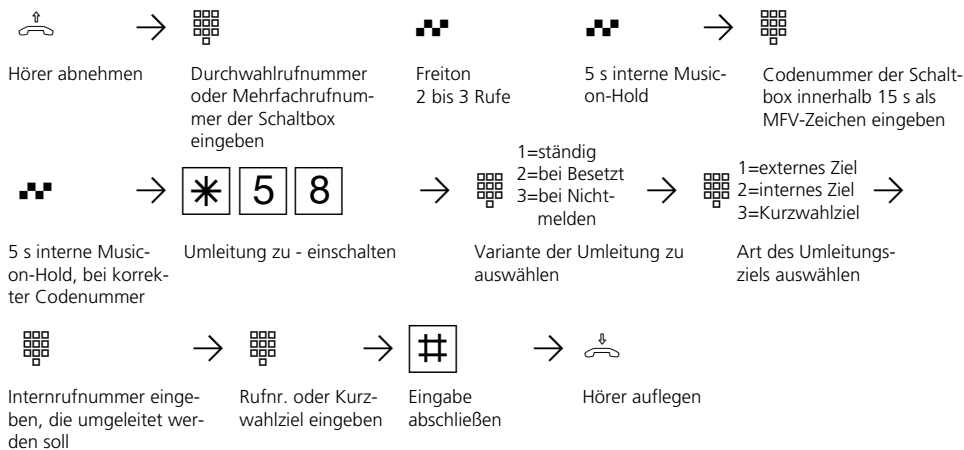 Hörer abnehmen
Durchwahlrufnummer
oder Mehrfachrufnum-
mer der Schaltbox
eingeben
Freiton
2 bis 3 Rufe
5 s interne Music-
on-Hold
Codenummer der Schalt-
box innerhalb 15 s als
MFV-Zeichen eingeben
5 s interne Music-
on-Hold, bei korrek-
ter Codenummer
* 5 8
Umleitung zu - einschalten
1=ständig
2=bei Besetzt
3=bei Nicht-
melden
Variante der Umleitung zu
auswählen
1=externes Ziel
2=internes Ziel
3=Kurzwahlziel
Art des Umleitungs-
ziels auswählen
Internrufnummer einge-
ben, die umgeleitet wer-
den soll
Rufnr. oder Kurz-
wahlziel eingeben
#
Eingabe
abschließen
Hörer auflegen